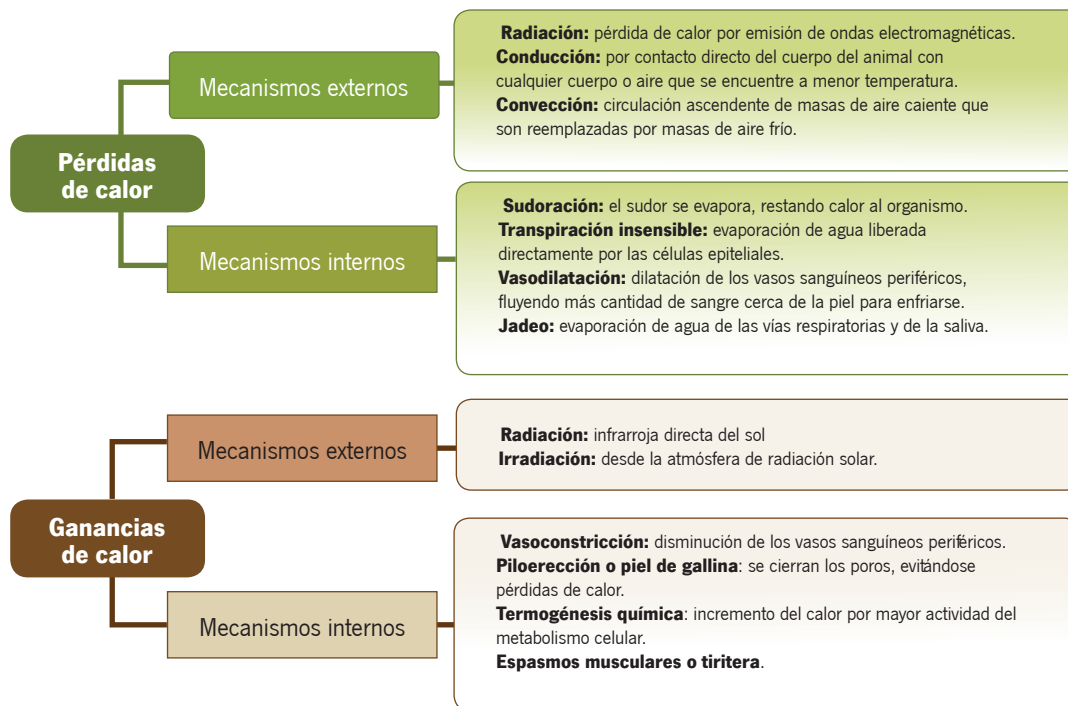 Pérdidas
de calor
Mecanismos externos
Radiación: pérdida de calor por emisión de ondas electromagnéticas.
Conducción: por contacto directo del cuerpo del animal con
cualquier cuerpo o aire que se encuentre a menor temperatura.
Convección: circulación ascendente de masas de aire caiente que
son reemplazadas por masas de aire frío.
Mecanismos internos
Sudoración: el sudor se evapora, restando calor al organismo.
Transpiración insensible: evaporación de agua liberada
directamente por las células epiteliales.
Vasodilatación: dilatación de los vasos sanguíneos periféricos,
fluyendo más cantidad de sangre cerca de la piel para enfriarse.
Jadeo: evaporación de agua de las vías respiratorias y de la saliva.
Ganancias
de calor
Mecanismos externos
Radiación: infrarroja directa del sol
Irradiación: desde la atmósfera de radiación solar.
Mecanismos internos
Vasoconstricción: disminución de los vasos sanguíneos periféricos.
Piloerección o piel de gallina: se cierran los poros, evitándose
pérdidas de calor.
Termogénesis química: incremento del calor por mayor actividad del
metabolismo celular.
Espasmos musculares o tiritera.